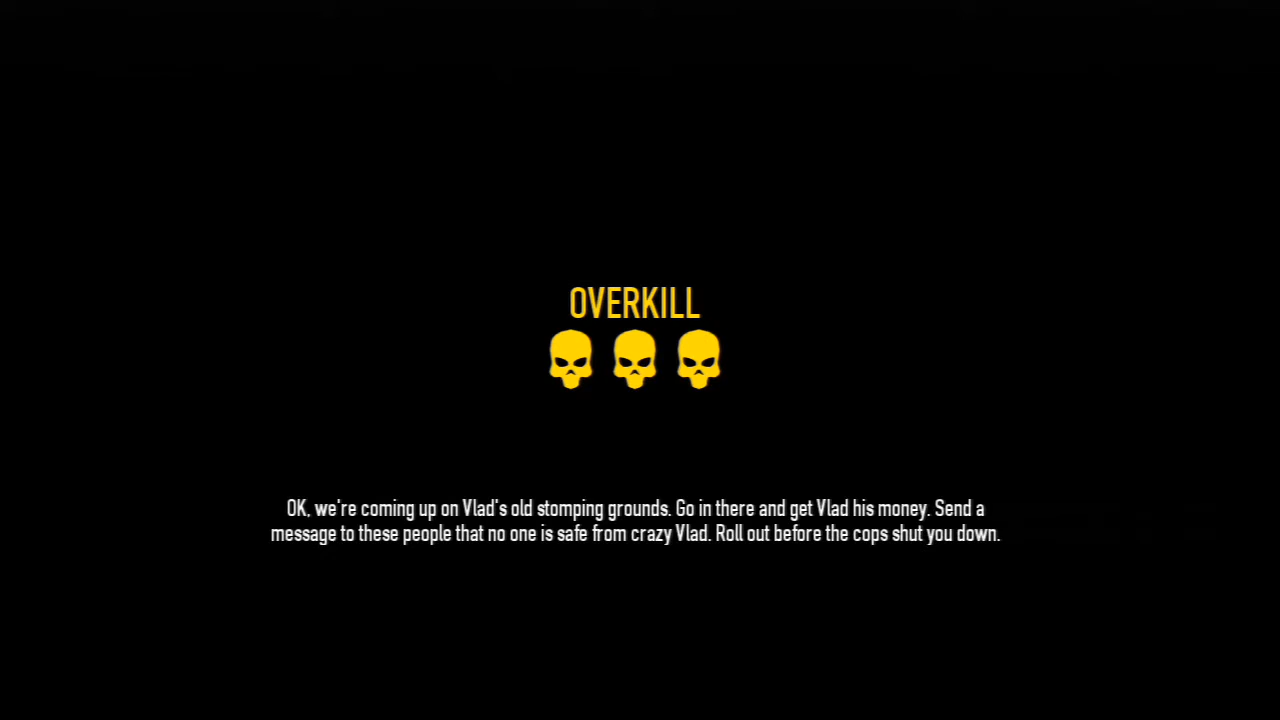 OVERKILL
OK, we're coming up on Vlad's old stomping grounds. Go in there and get Vlad his money. Send a
message to these people that no one is safe from crazy Vlad. Roll out before the cops shut you down.